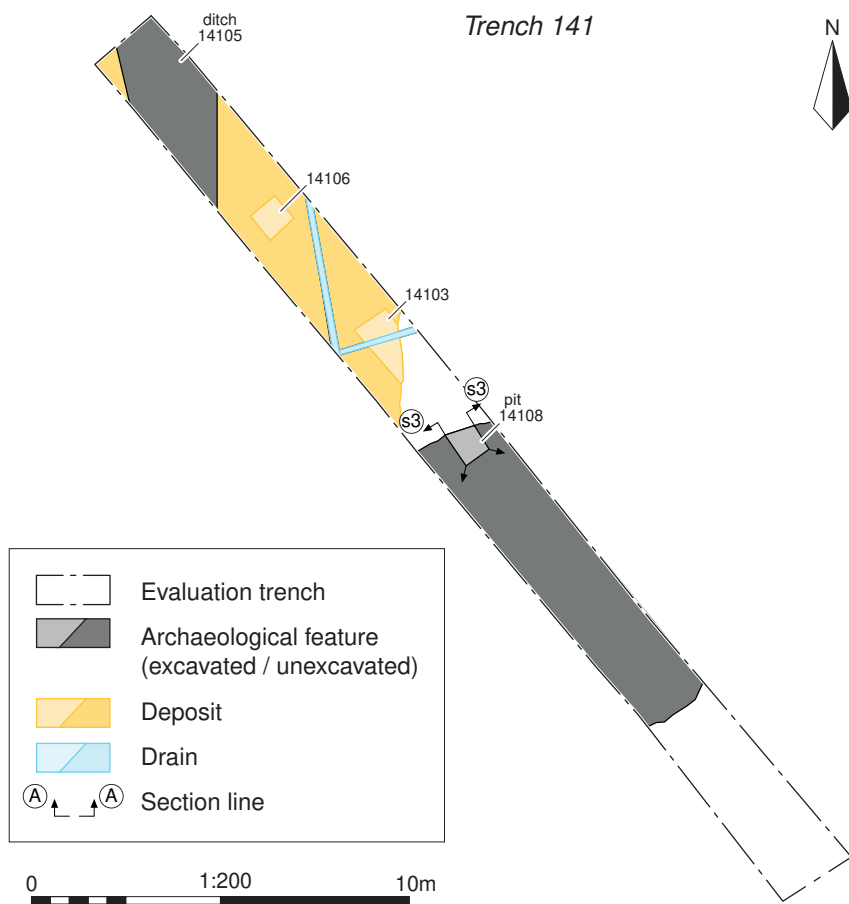 Trench 141
ditch
14105
N
14106
14103
s3
s3
pit
14108
Evaluation trench
Archaeological feature
(excavated / unexcavated)
Deposit
Drain
A A Section line
0 1:200 10m